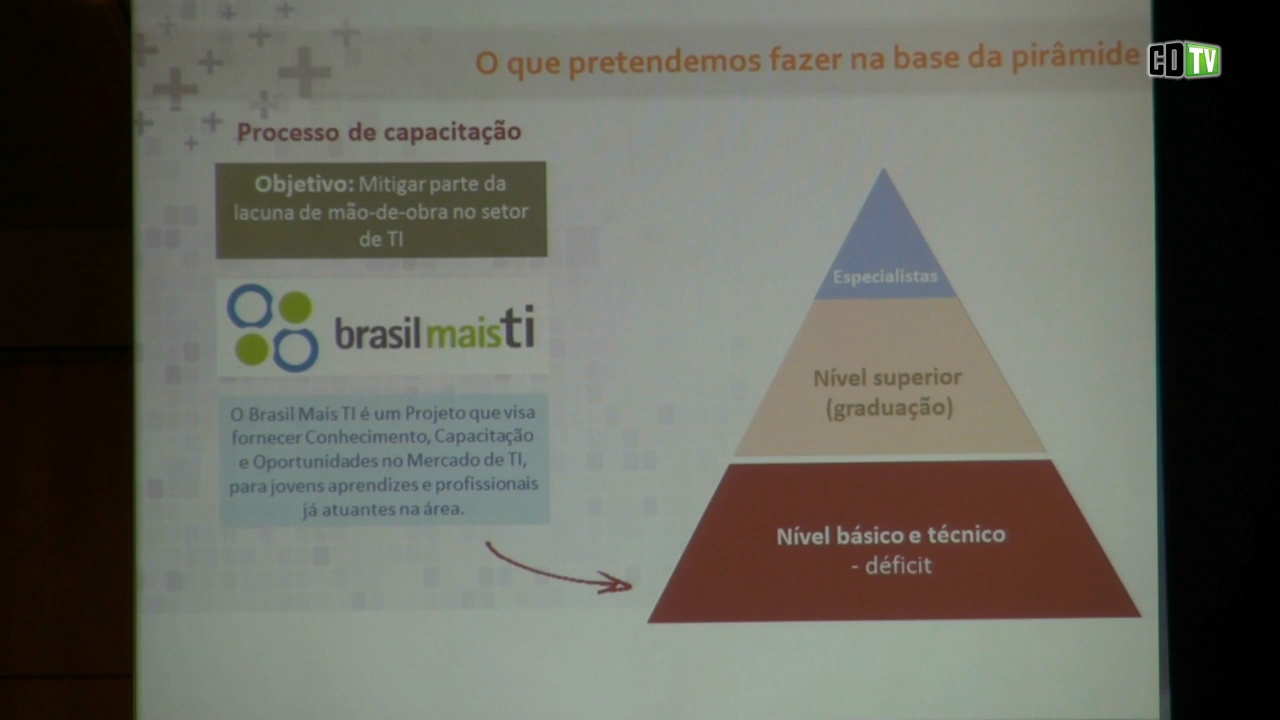 O que pretendemos fazer na base da pirâmide
CDTV
Processo de capacitação
Objetivo: Mitigar parte da
lacuna de mão-de-obra no setor
de TI
brasilmaisti
O Brasil Mais TI é um Projeto que visa
fornecer Conhecimento, Capacitação
e Oportunidades no Mercado de TI,
para jovens aprendizes e profissionais
já atuantes na área.
Especialistas
Nível superior
(graduação)
Nível básico e técnico
- déficit